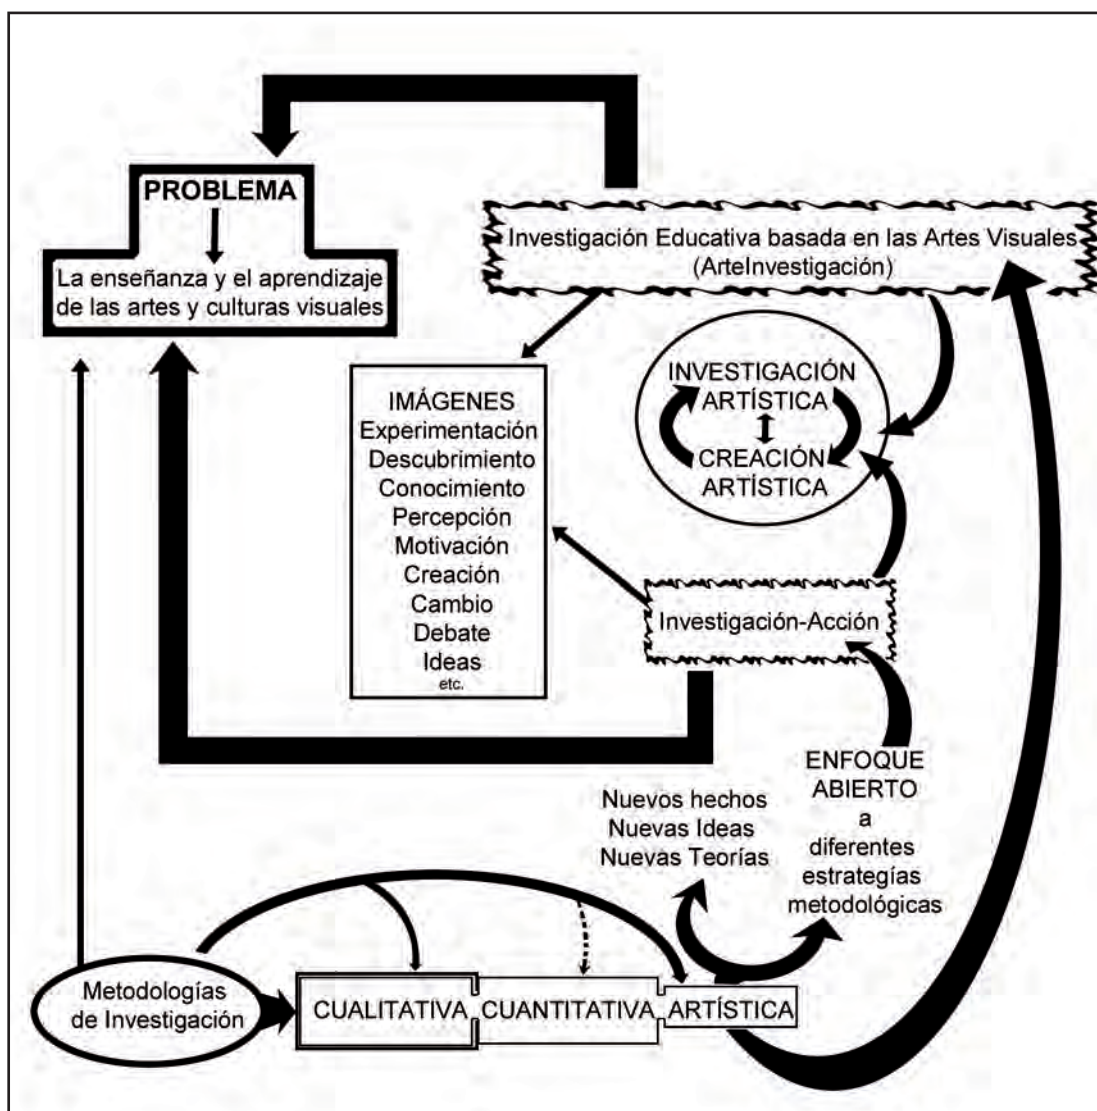 PROBLEMA
La enseñanza y el aprendizaje
de las artes y culturas visuales
Investigación Educativa basada en las Artes Visuales
(ArteInvestigación)
IMÁGENES
Experimentación
Descubrimiento
Conocimiento
Percepción
Motivación
Creación
Cambio
Debate
Ideas
etc.
INVESTIGACIÓN
ARTÍSTICA
CREACIÓN
ARTÍSTICA
Investigación-Acción
ENFOQUE
ABIERTO
a
diferentes
estrategías
metodológicas
Nuevos hechos
Nuevas Ideas
Nuevas Teorías
Metodologías
de Investigación
CUALITATIVA
CUANTITATIVA
ARTÍSTICA